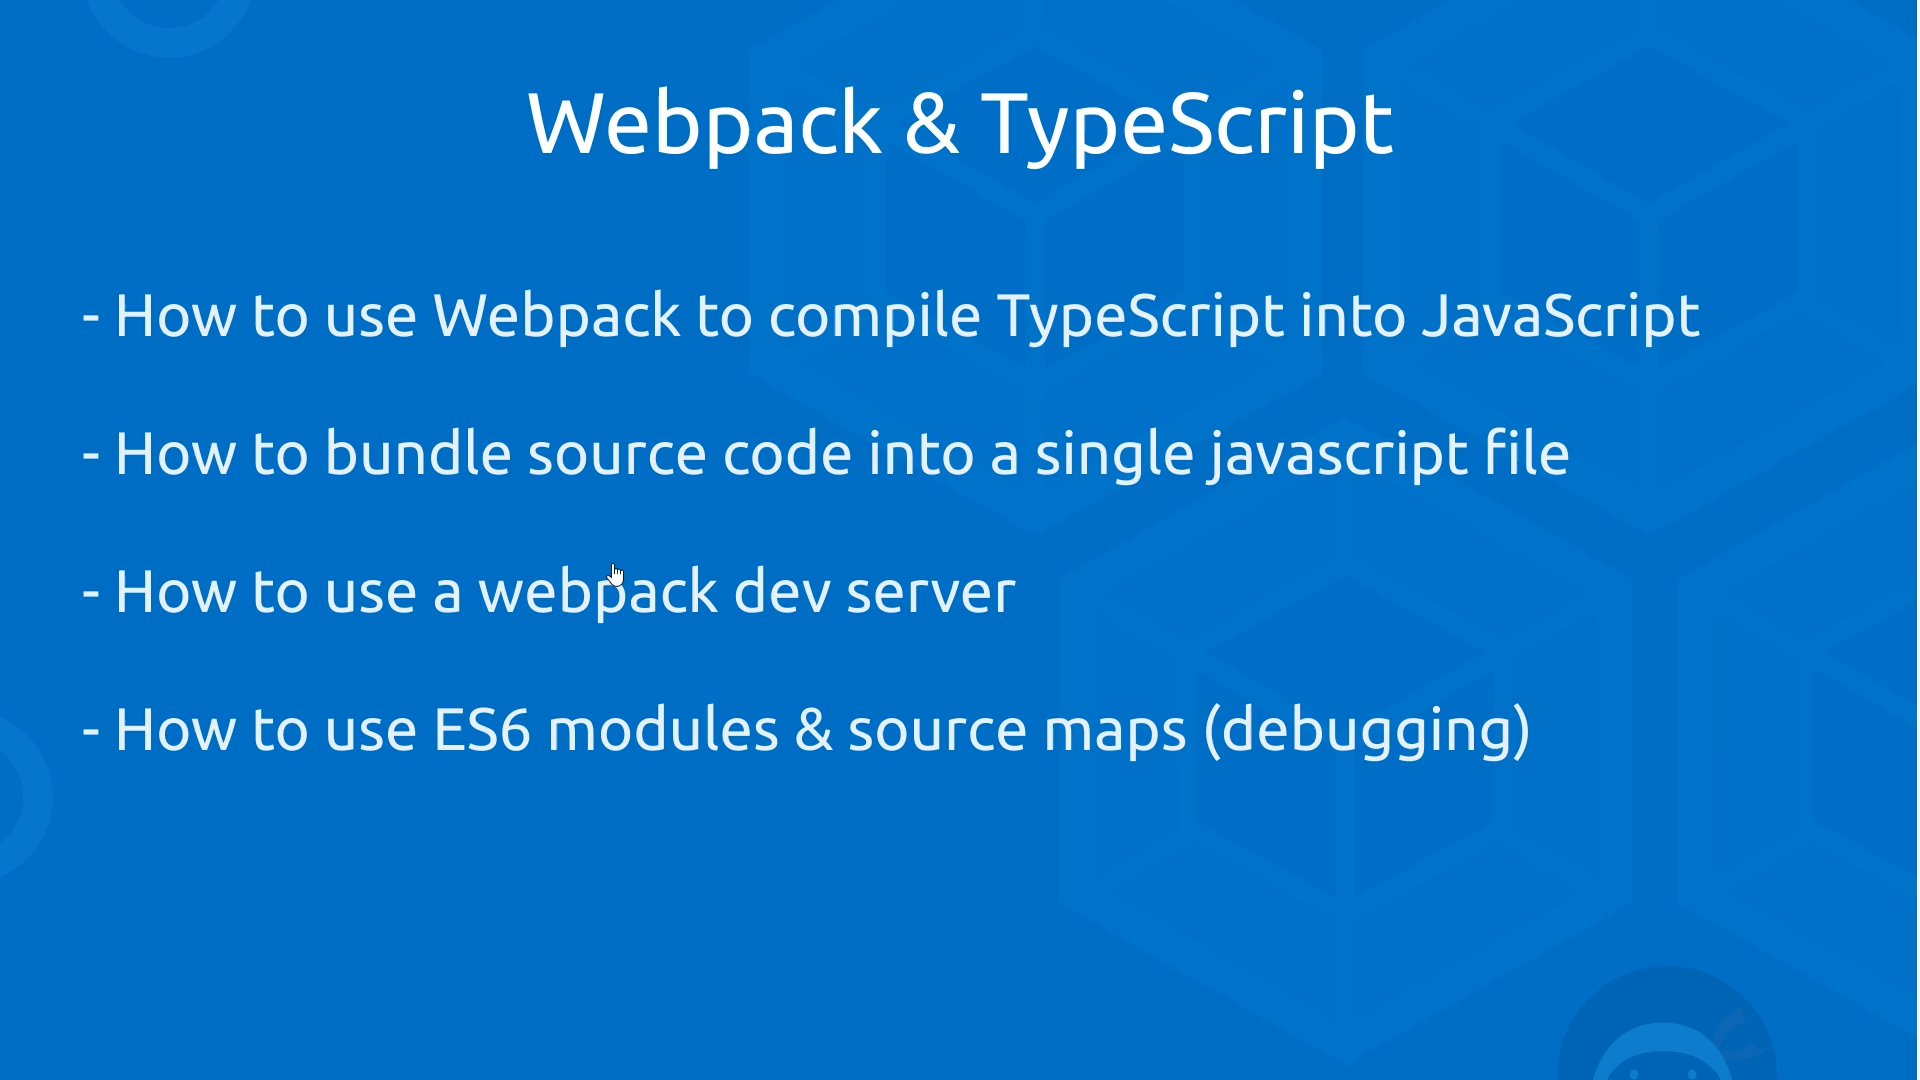 Webpack & TypeScript
- How to use Webpack to compile TypeScript into JavaScript
- How to bundle source code into a single javascript file
- How to use a webpack dev server
- How to use ES6 modules & source maps (debugging)